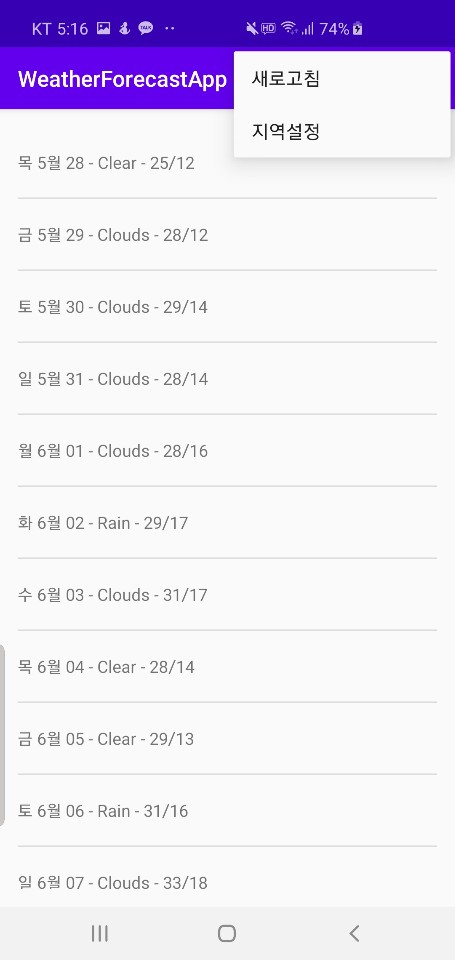 KT 5:16 TALK HD 74%
WeatherForecastApp
새로고침
지역설정
목 5월 28 - Clear - 25/12
금 5월 29 - Clouds - 28/12
토 5월 30 - Clouds - 29/14
일 5월 31 - Clouds - 28/14
월 6월 01 - Clouds - 28/16
화 6월 02 - Rain - 29/17
수 6월 03 - Clouds - 31/17
목 6월 04 - Clear - 28/14
금 6월 05 - Clear - 29/13
토 6월 06 - Rain - 31/16
일 6월 07 - Clouds - 33/18